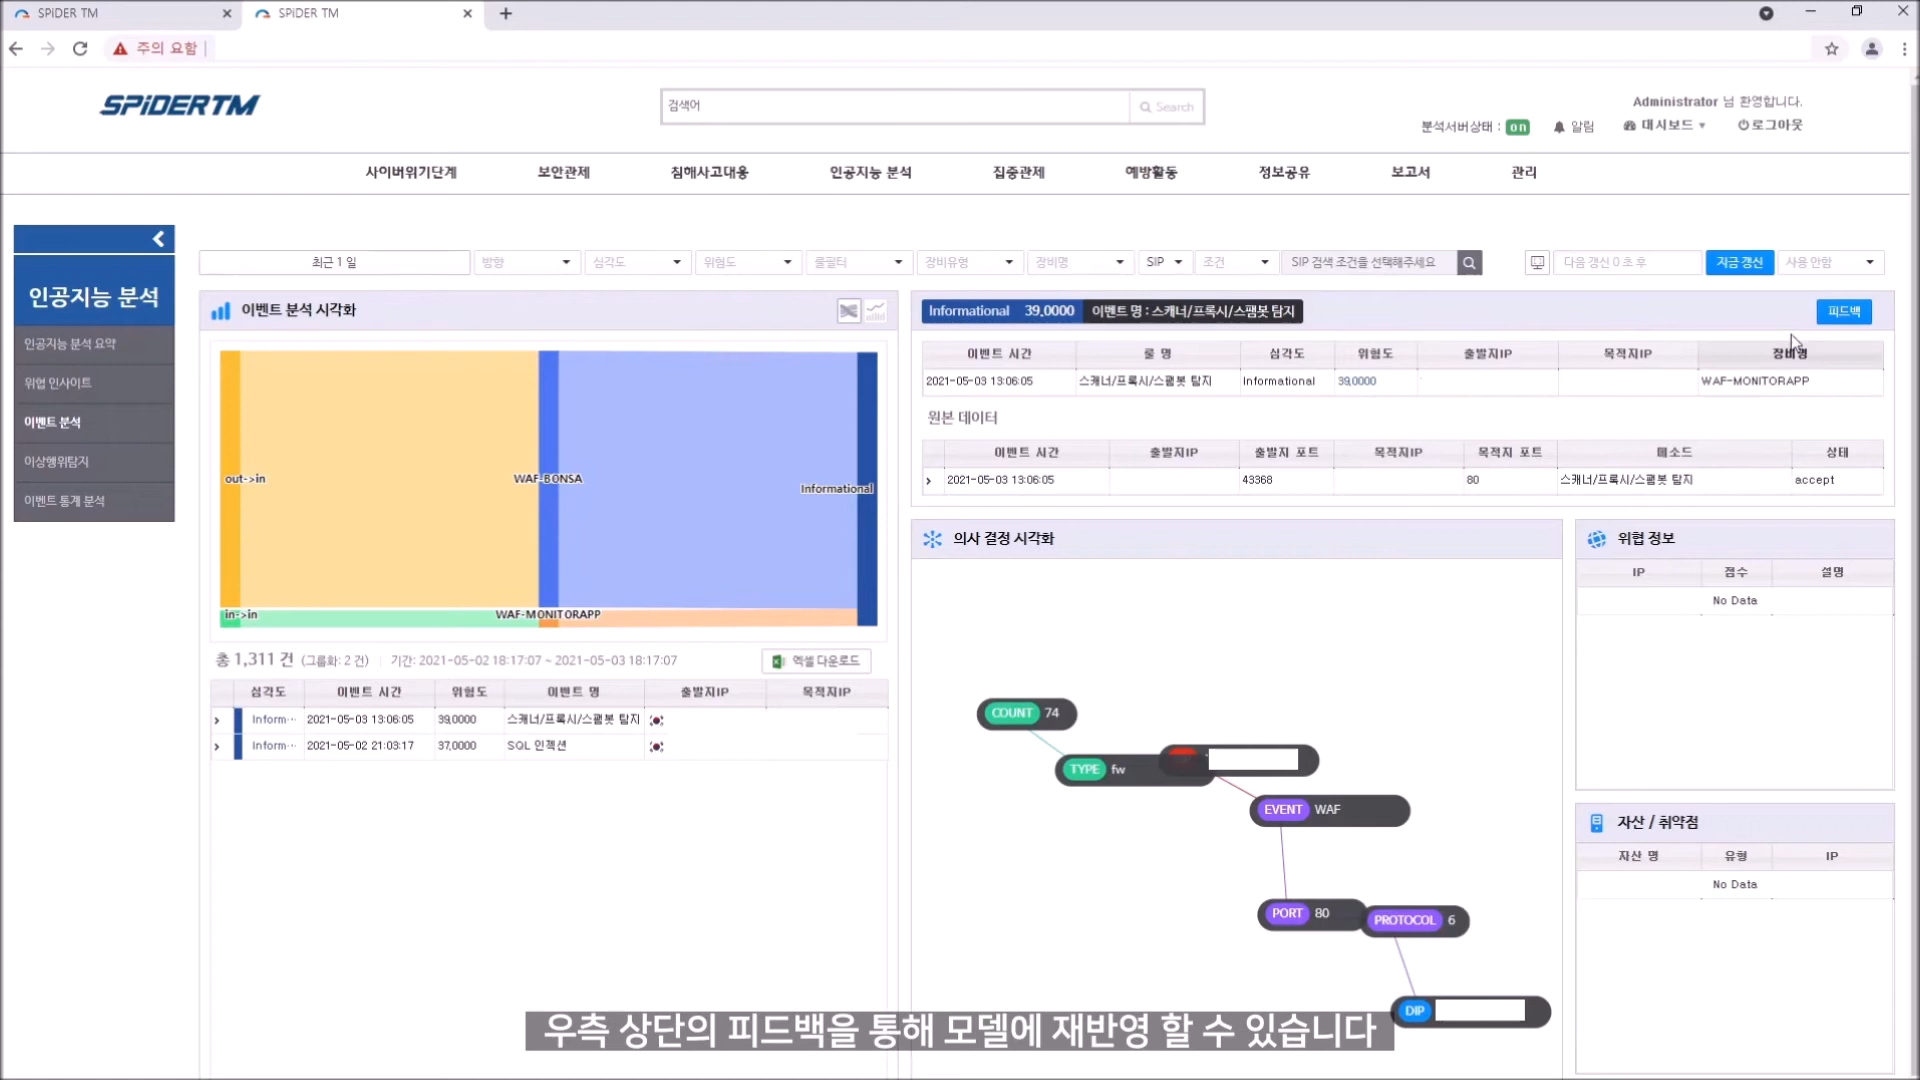 SPiDER TM
SPiDER TM
주의 요함
SPiDERTM
검색어
Search
Administrator 님 환영합니다.
분석서버상태 : on 알림 대시보드 로그아웃
사이버위기단계 보안관제 침해사고대응 인공지능 분석 집중관제 예방활동 정보공유 보고서 관리
인공지능 분석
인공지능 분석 요약
위협 인사이트
이벤트 분석
이상행위탐지
이벤트 통계 분석
최근 1 일 방향 심각도 위험도 룰필터 장비유형 장비명 SIP 조건 SIP 검색 조건을 선택해주세요 다음 갱신 0 초 후 지금 갱신 사용 안함
이벤트 분석 시각화
out->in
WAF-BONSA
Informational
in->in
WAF-MONITORAPP
총 1,311 건 (그룹화: 2 건) 기간: 2021-05-02 18:17:07 ~ 2021-05-03 18:17:07 엑셀 다운로드
심각도 이벤트 시간 위험도 이벤트 명 출발지IP 목적지IP
Inform··· 2021-05-03 13:06:05 39.0000 스캐너/프록시/스팸봇 탐지
Inform··· 2021-05-02 21:03:17 37.0000 SQL 인젝션
Informational 39.0000 이벤트 명 : 스캐너/프록시/스팸봇 탐지 피드백
이벤트 시간 룰 명 심각도 위험도 출발지IP 목적지IP 장비명
2021-05-03 13:06:05 스캐너/프록시/스팸봇 탐지 Informational 39.0000 WAF-MONITORAPP
원본 데이터
이벤트 시간 출발지IP 출발지 포트 목적지IP 목적지 포트 메소드 상태
2021-05-03 13:06:05 43368 80 스캐너/프록시/스팸봇 탐지 accept
의사 결정 시각화
COUNT 74
TYPE fw
EVENT WAF
PORT 80
PROTOCOL 6
DIP
위협 정보
IP 점수 설명
No Data
자산 / 취약점
자산 명 유형 IP
No Data
우측 상단의 피드백을 통해 모델에 재반영 할 수 있습니다